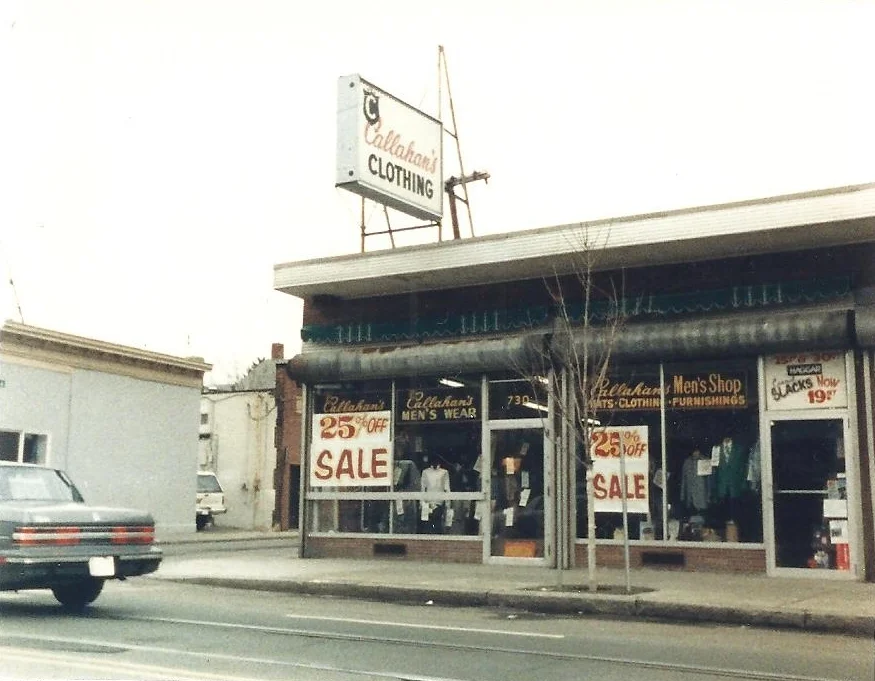 C
Callahan's
CLOTHING
Callahan's
25% OFF
SALE
Callahan's
MEN'S WEAR
730
Callahan's Men's Shop
HATS-CLOTHING-FURNISHINGS
25% OFF
SALE
HAGGAR
SLACKS NOW
19